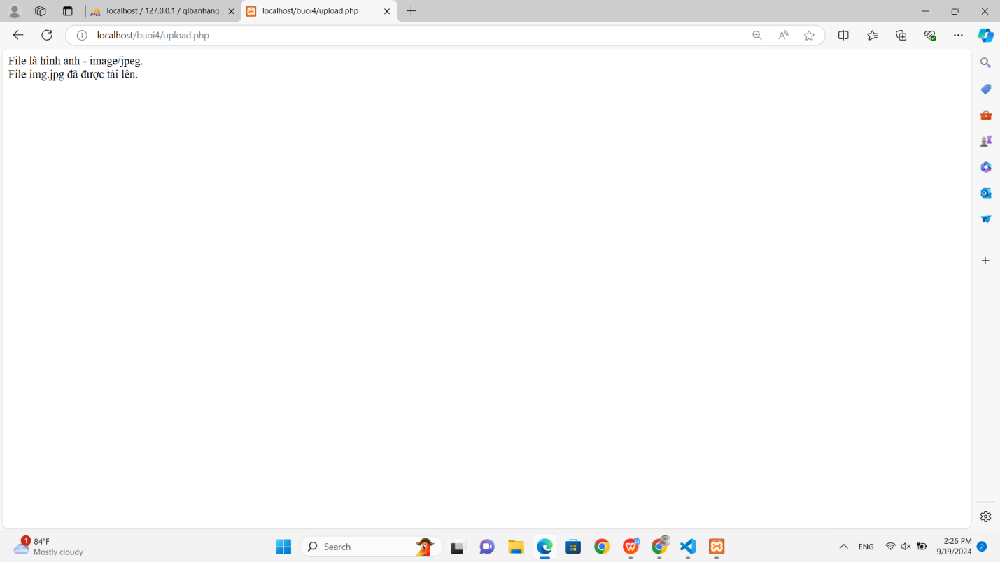 localhost / 127.0.0.1 / qlbanhang
localhost/buoi4/upload.php
localhost/buoi4/upload.php
File là hình ảnh - image/jpeg.
File img.jpg đã được tải lên.
1
84°F
Mostly cloudy
Search
ENG
2:26 PM
9/19/2024
2